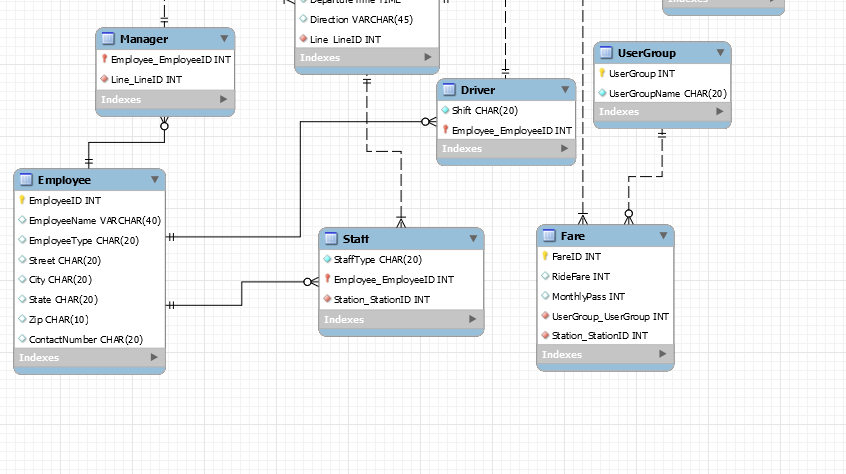 DepartureTime TIME
Direction VARCHAR(45)
Line_LineID INT
Indexes
Indexes
Manager
Employee_EmployeeID INT
Line_LineID INT
Indexes
UserGroup
UserGroup INT
UserGroupName CHAR(20)
Indexes
Driver
Shift CHAR(20)
Employee_EmployeeID INT
Indexes
Employee
EmployeeID INT
EmployeeName VARCHAR(40)
EmployeeType CHAR(20)
Street CHAR(20)
City CHAR(20)
State CHAR(20)
Zip CHAR(10)
ContactNumber CHAR(20)
Indexes
Staff
StaffType CHAR(20)
Employee_EmployeeID INT
Station_StationID INT
Indexes
Fare
FareID INT
RideFare INT
MonthlyPass INT
UserGroup_UserGroup INT
Station_StationID INT
Indexes